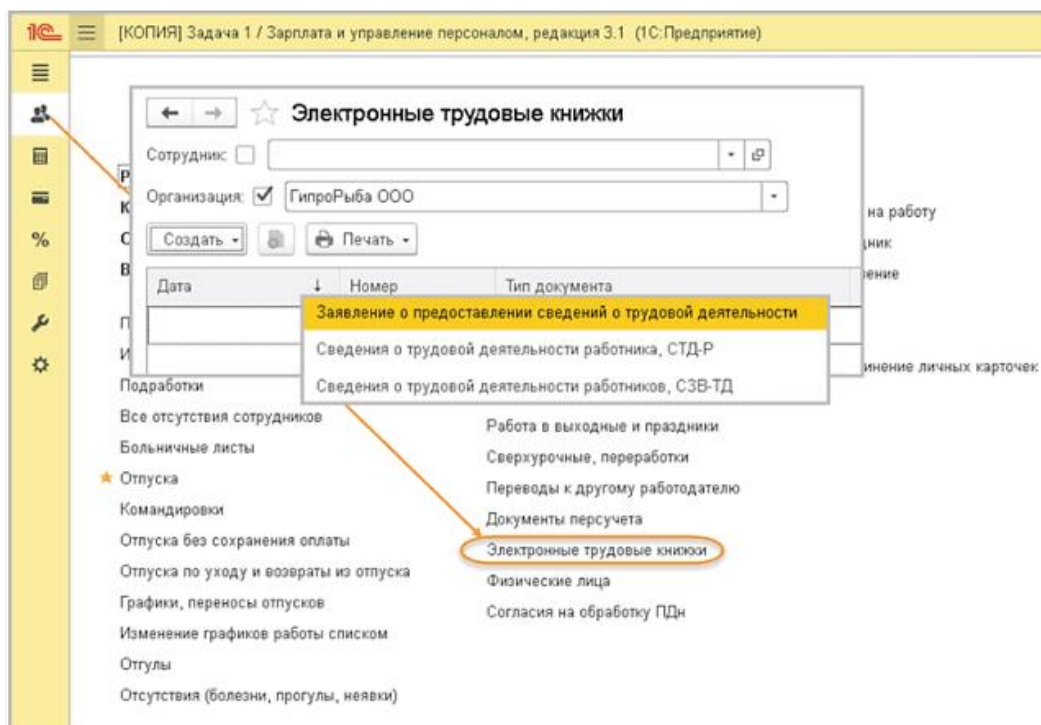 1С [КОПИЯ] Задача 1 / Зарплата и управление персоналом, редакция 3.1 (1С:Предприятие)
Электронные трудовые книжки
Сотрудник:
Организация: ГипроРыба ООО
Создать Печать
Дата ↓ Номер Тип документа
Заявление о предоставлении сведений о трудовой деятельности
Сведения о трудовой деятельности работника, СТД-Р
Сведения о трудовой деятельности работников, СЗВ-ТД
Р
К
С
В
П
И
на работу
Подработки
Все отсутствия сотрудников
Больничные листы
Отпуска
Командировки
Отпуска без сохранения оплаты
Отпуска по уходу и возвраты из отпуска
Графики, переносы отпусков
Изменение графиков работы списком
Отгулы
Отсутствия (болезни, прогулы, неявки)
личных карточек
Работа в выходные и праздники
Сверхурочные, переработки
Переводы к другому работодателю
Документы персучета
Электронные трудовые книжки
Физические лица
Согласия на обработку ПДн